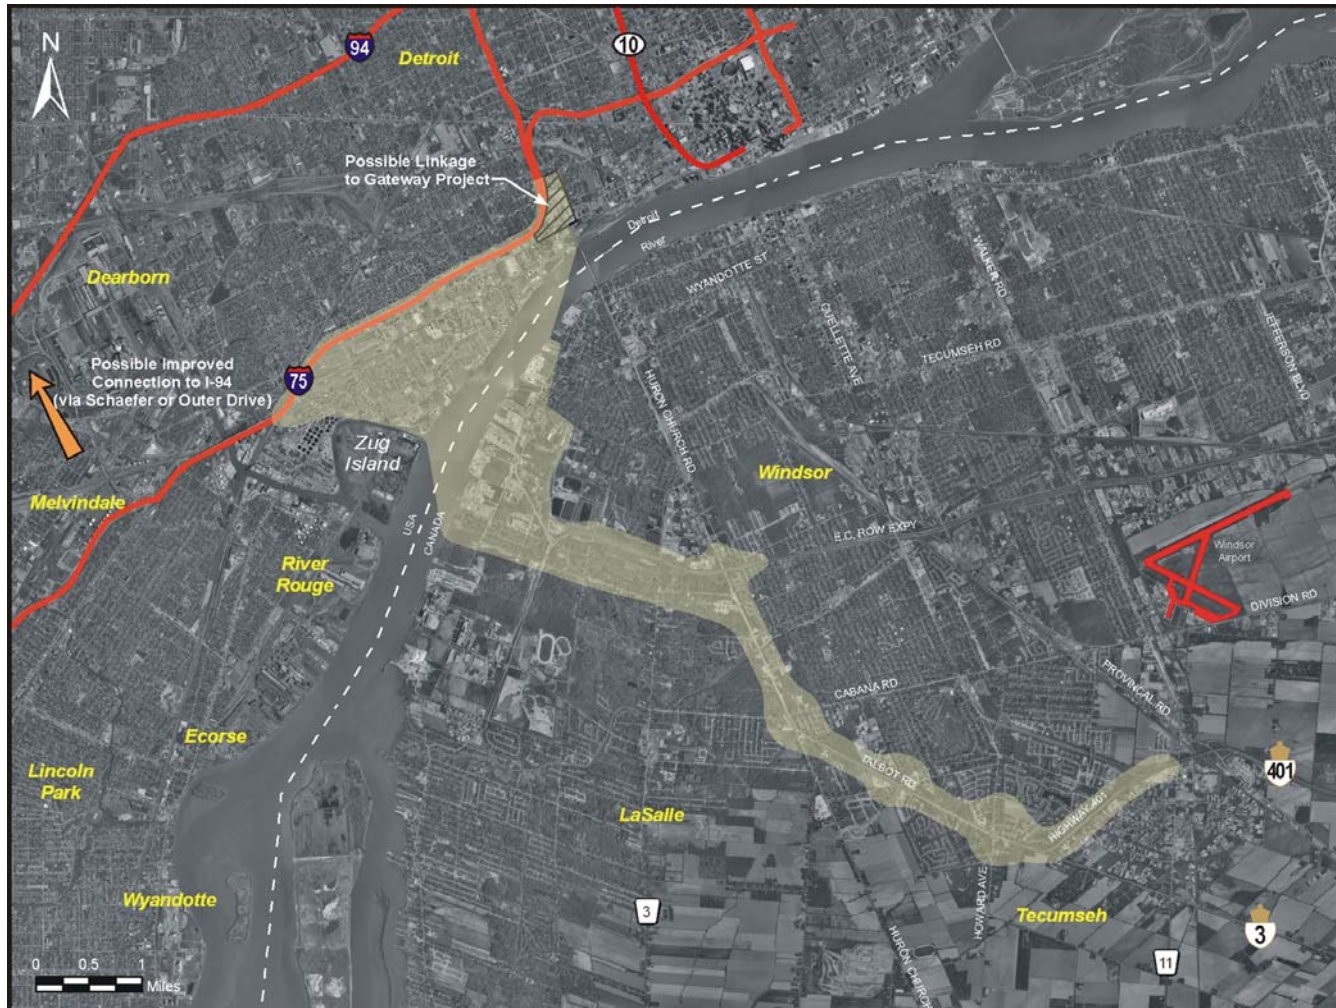 N
94
Detroit
10
Possible Linkage
to Gateway Project
Detroit
River
Dearborn
WYANDOTTE ST
WALKER RD
OUELLETTE AVE
TECUMSEH RD
JEFFERSON BLVD
Possible improved
Connection to I-94
(via Schaefer or Outer Drive)
75
HURON CHURCH RD
Zug
Island
Windsor
Melvindale
USA
CANADA
E.C. ROW EXPY
Windsor
Airport
River
Rouge
DIVISION RD
CABANA RD
PROVINCAL RD
Ecorse
Lincoln
Park
TALBOT RD
401
HIGHWAY 401
LaSalle
Wyandotte
3
HOWARD AVE
Tecumseh
3
HURON CHURCH
11
0 0.5 1
Miles